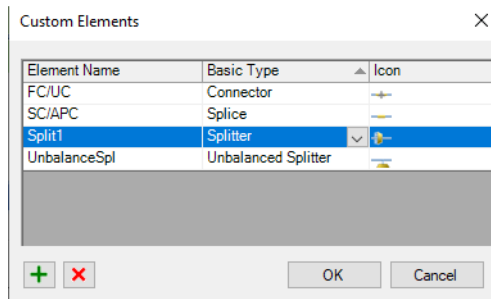 Custom Elements
Element Name Basic Type Icon
FC/UC Connector
SC/APC Splice
Split1 Splitter
UnbalanceSpl Unbalanced Splitter
OK Cancel